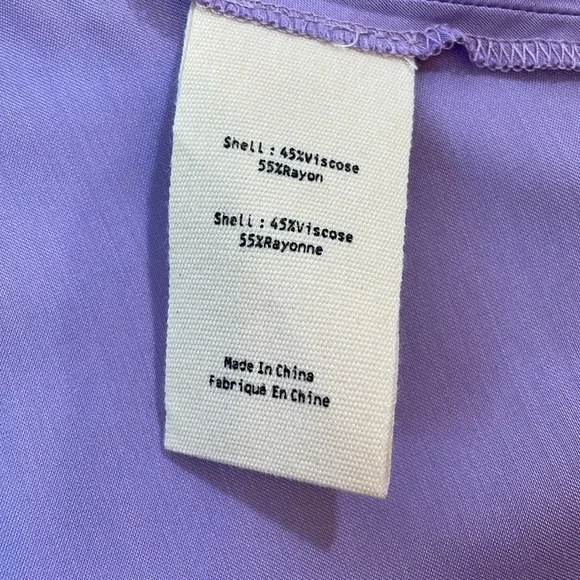 Shell : 45%Viscose
55%Rayon
Shell : 45%Viscose
55%Rayonne
Made In China
Fabriqué En Chine